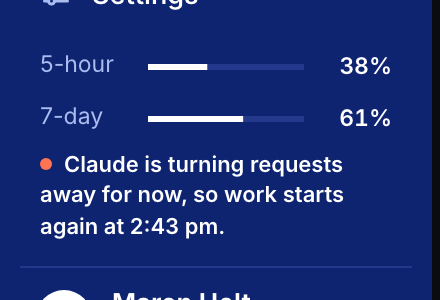 Settings
5-hour 38%
7-day 61%
Claude is turning requests
away for now, so work starts
again at 2:43 pm.